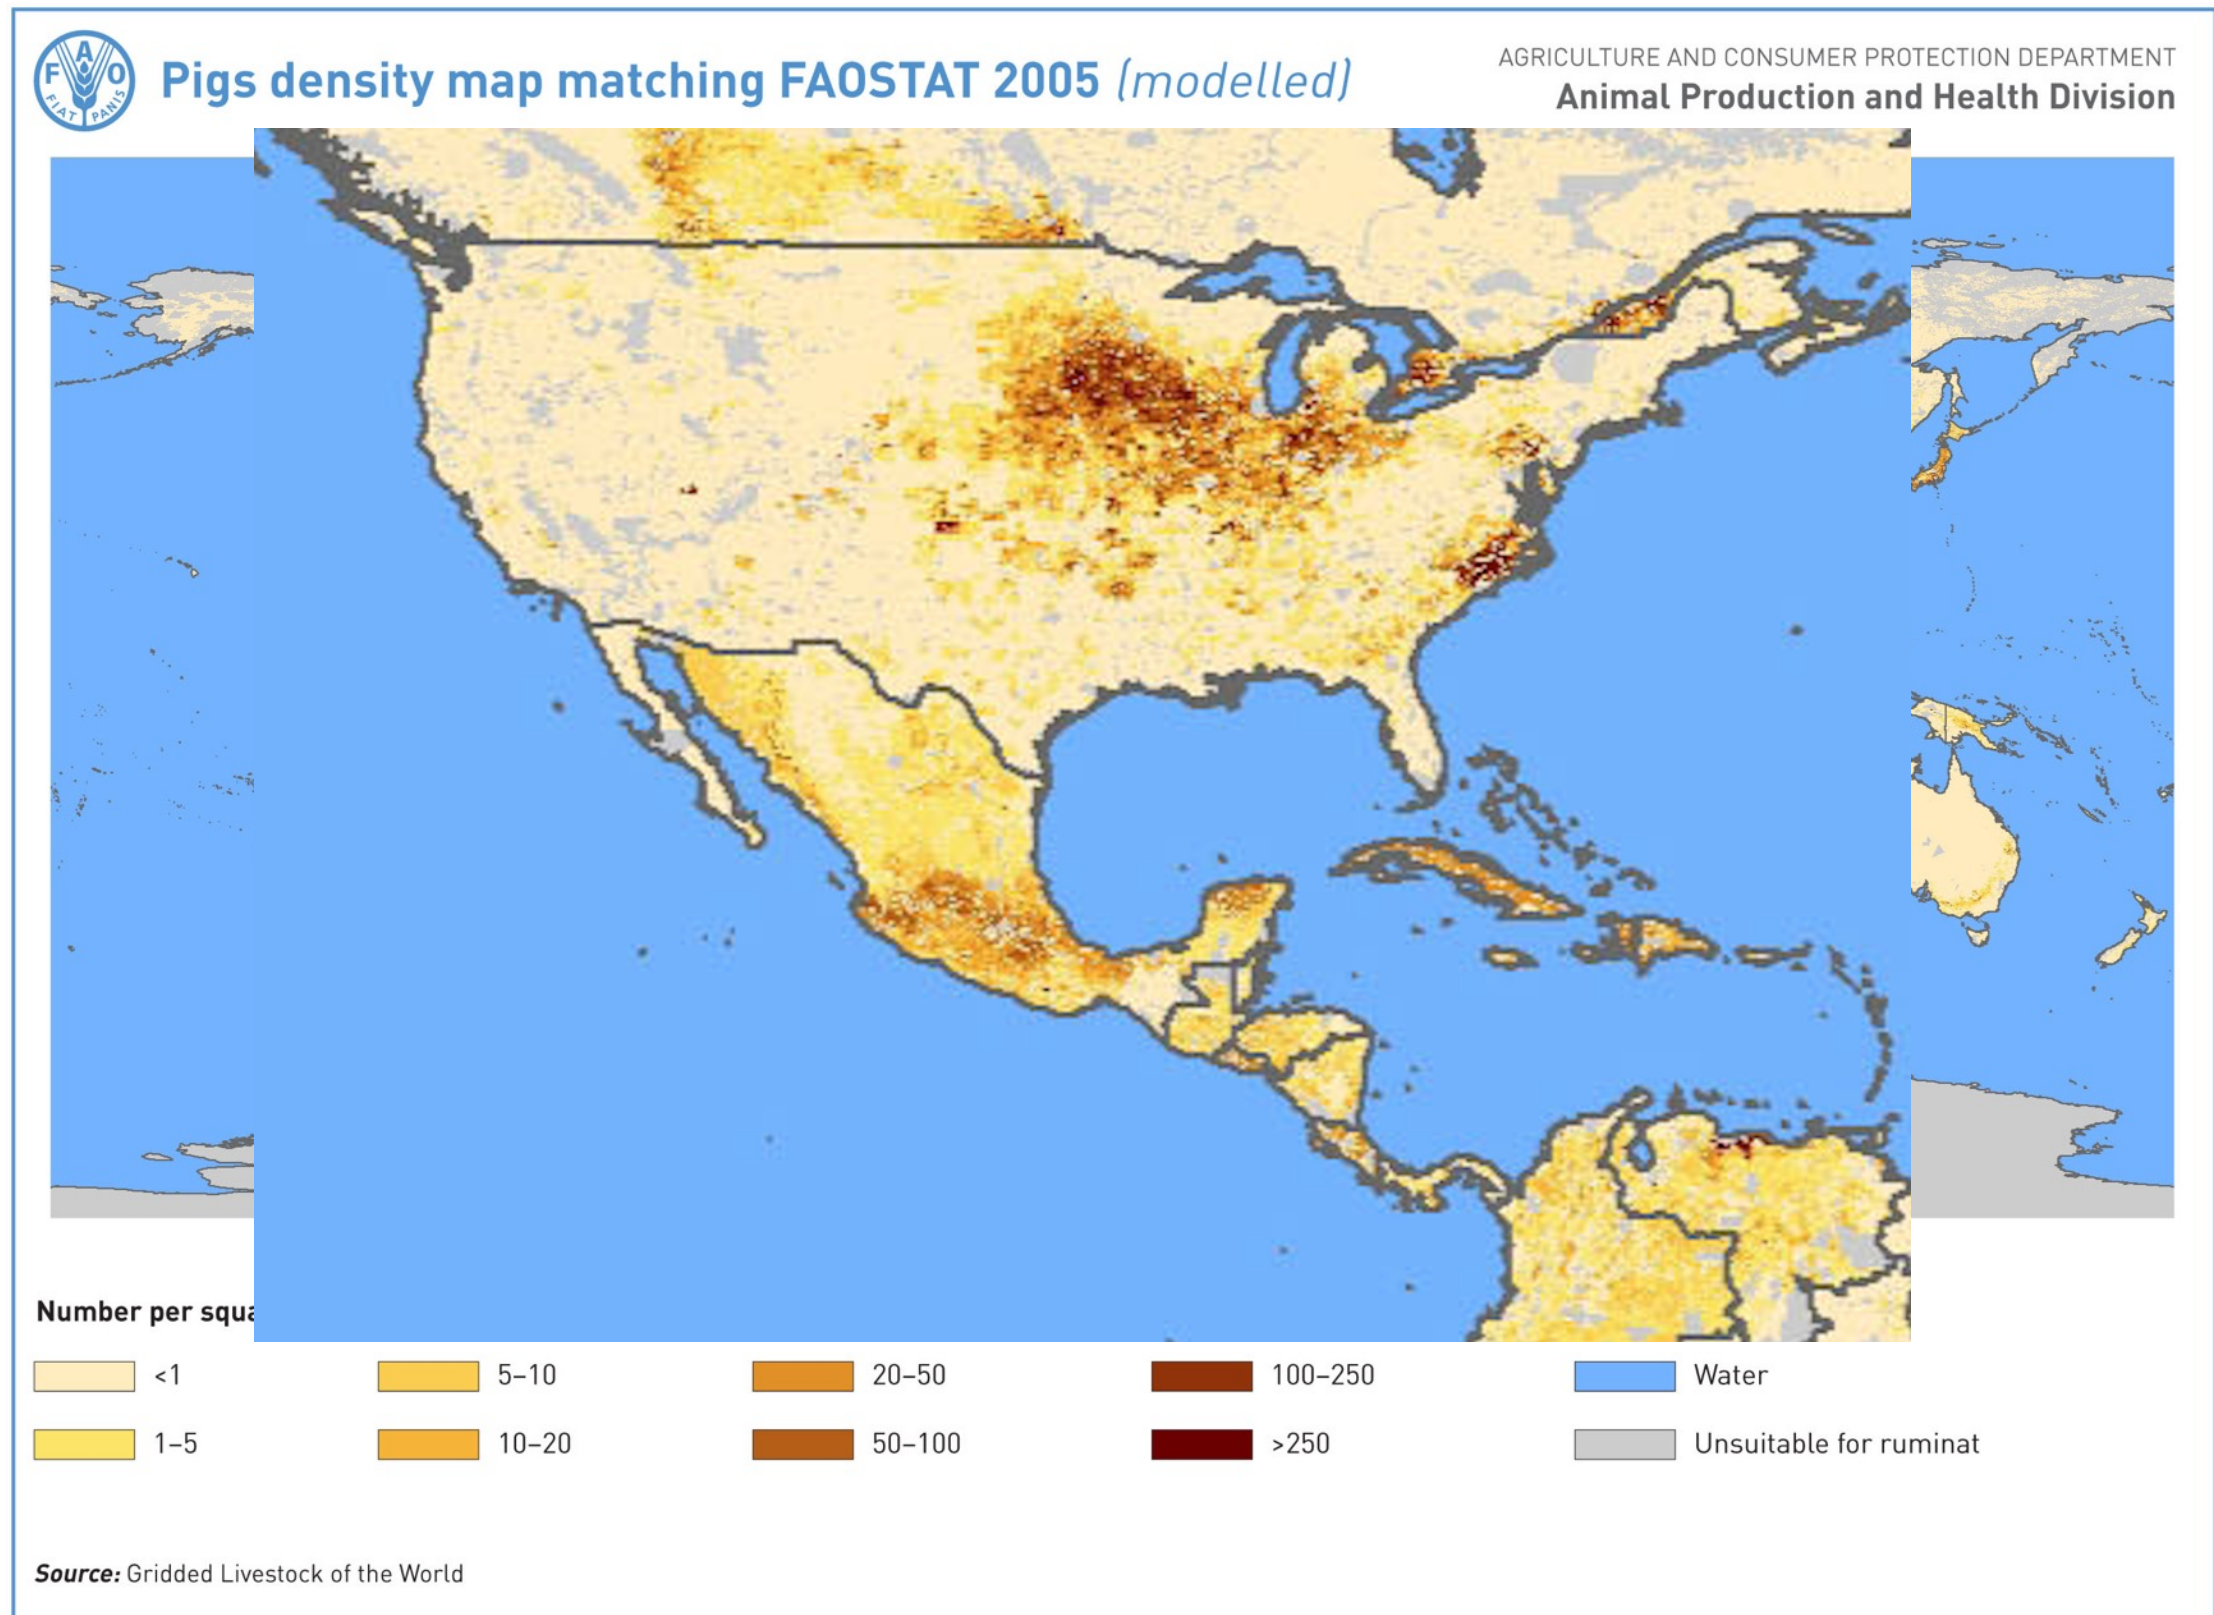 F A O
FIAT PANIS
Pigs density map matching FAOSTAT 2005 (modelled)
AGRICULTURE AND CONSUMER PROTECTION DEPARTMENT
Animal Production and Health Division
Number per squa
<1
5–10
20–50
100–250
Water
1–5
10–20
50–100
>250
Unsuitable for ruminat
Source: Gridded Livestock of the World